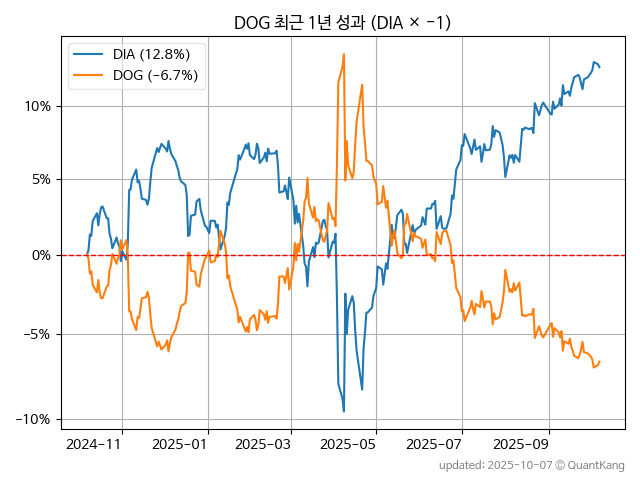 DOG 최근 1년 성과 (DIA × −1)
DIA (12.8%)
DOG (−6.7%)
10%
5%
0%
−5%
−10%
2024−11
2025−01
2025−03
2025−05
2025−07
2025−09
updated: 2025-10-07 © QuantKang